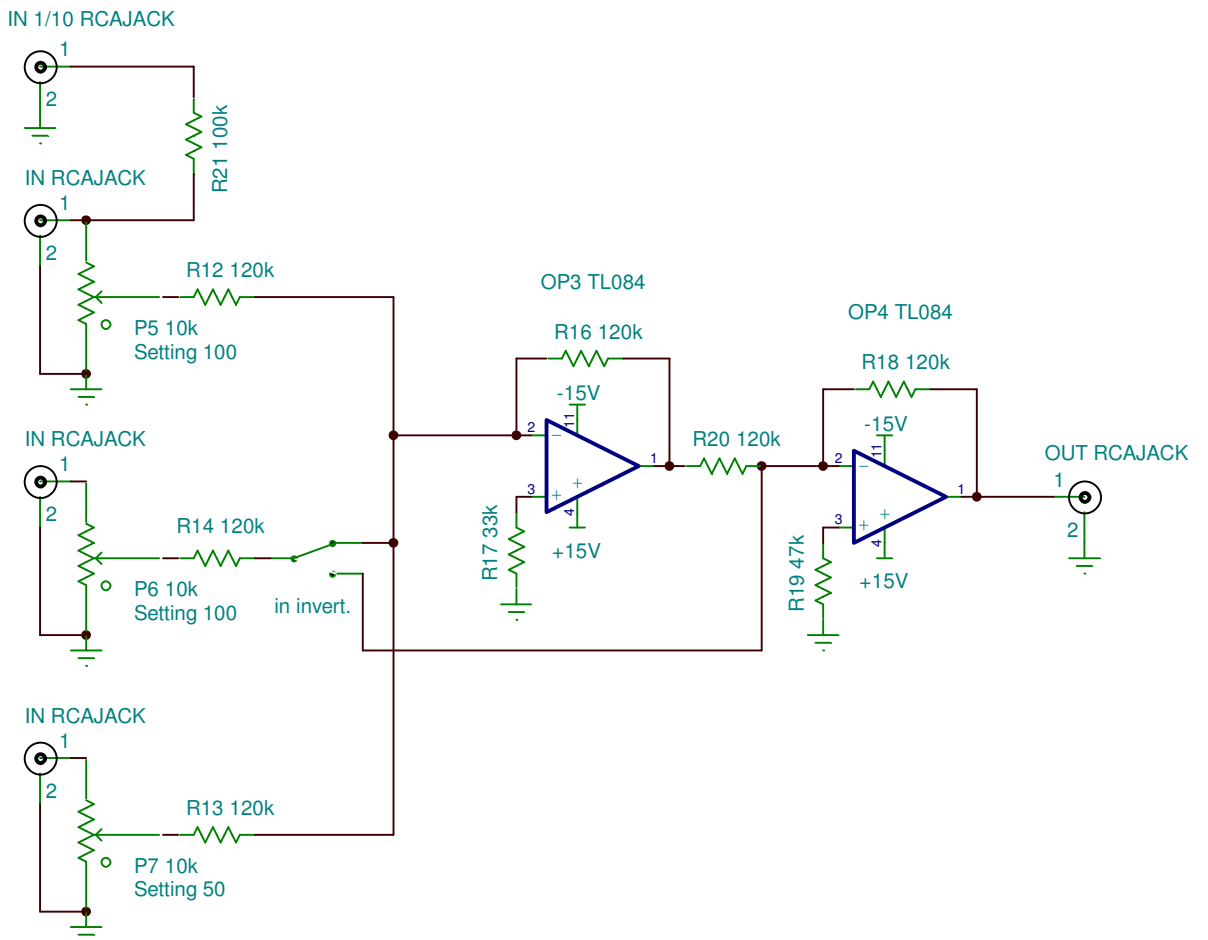 IN 1/10 RCAJACK
1
2
R21 100k
IN RCAJACK
1
2
R12 120k
P5 10k
Setting 100
OP3 TL084
R16 120k
-15V
11
2
1
3
4
+15V
R17 33k
R20 120k
OP4 TL084
R18 120k
-15V
11
2
1
3
4
+15V
R19 47k
OUT RCAJACK
1
2
IN RCAJACK
1
2
R14 120k
P6 10k
Setting 100
in invert.
IN RCAJACK
1
2
R13 120k
P7 10k
Setting 50